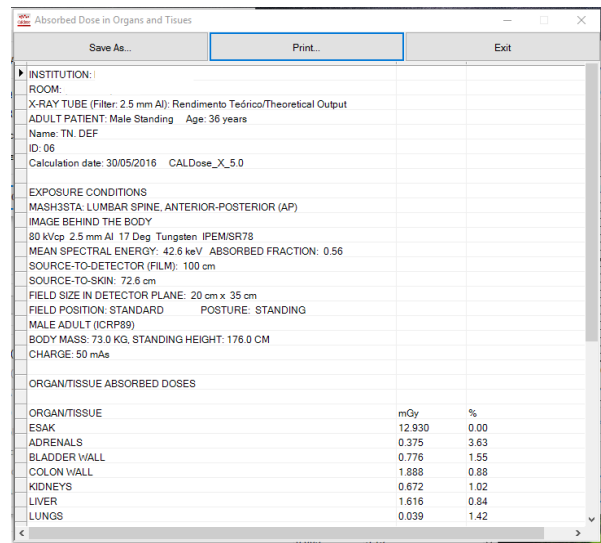 Absorbed Dose in Organs and Tisues
Save As... Print... Exit
INSTITUTION:
ROOM:
X-RAY TUBE (Filter: 2.5 mm Al): Rendimento Teórico/Theoretical Output
ADULT PATIENT: Male Standing Age: 36 years
Name: TN. DEF
ID: 06
Calculation date: 30/05/2016 CALDose_X_5.0
EXPOSURE CONDITIONS
MASH3STA: LUMBAR SPINE, ANTERIOR-POSTERIOR (AP)
IMAGE BEHIND THE BODY
80 kVcp 2.5 mm Al 17 Deg Tungsten IPEM/SR78
MEAN SPECTRAL ENERGY: 42.6 keV ABSORBED FRACTION: 0.56
SOURCE-TO-DETECTOR (FILM): 100 cm
SOURCE-TO-SKIN: 72.6 cm
FIELD SIZE IN DETECTOR PLANE: 20 cm x 35 cm
FIELD POSITION: STANDARD POSTURE: STANDING
MALE ADULT (ICRP89)
BODY MASS: 73.0 KG, STANDING HEIGHT: 176.0 CM
CHARGE: 50 mAs
ORGAN/TISSUE ABSORBED DOSES
ORGAN/TISSUE mGy %
ESAK 12.930 0.00
ADRENALS 0.375 3.63
BLADDER WALL 0.776 1.55
COLON WALL 1.888 0.88
KIDNEYS 0.672 1.02
LIVER 1.616 0.84
LUNGS 0.039 1.42